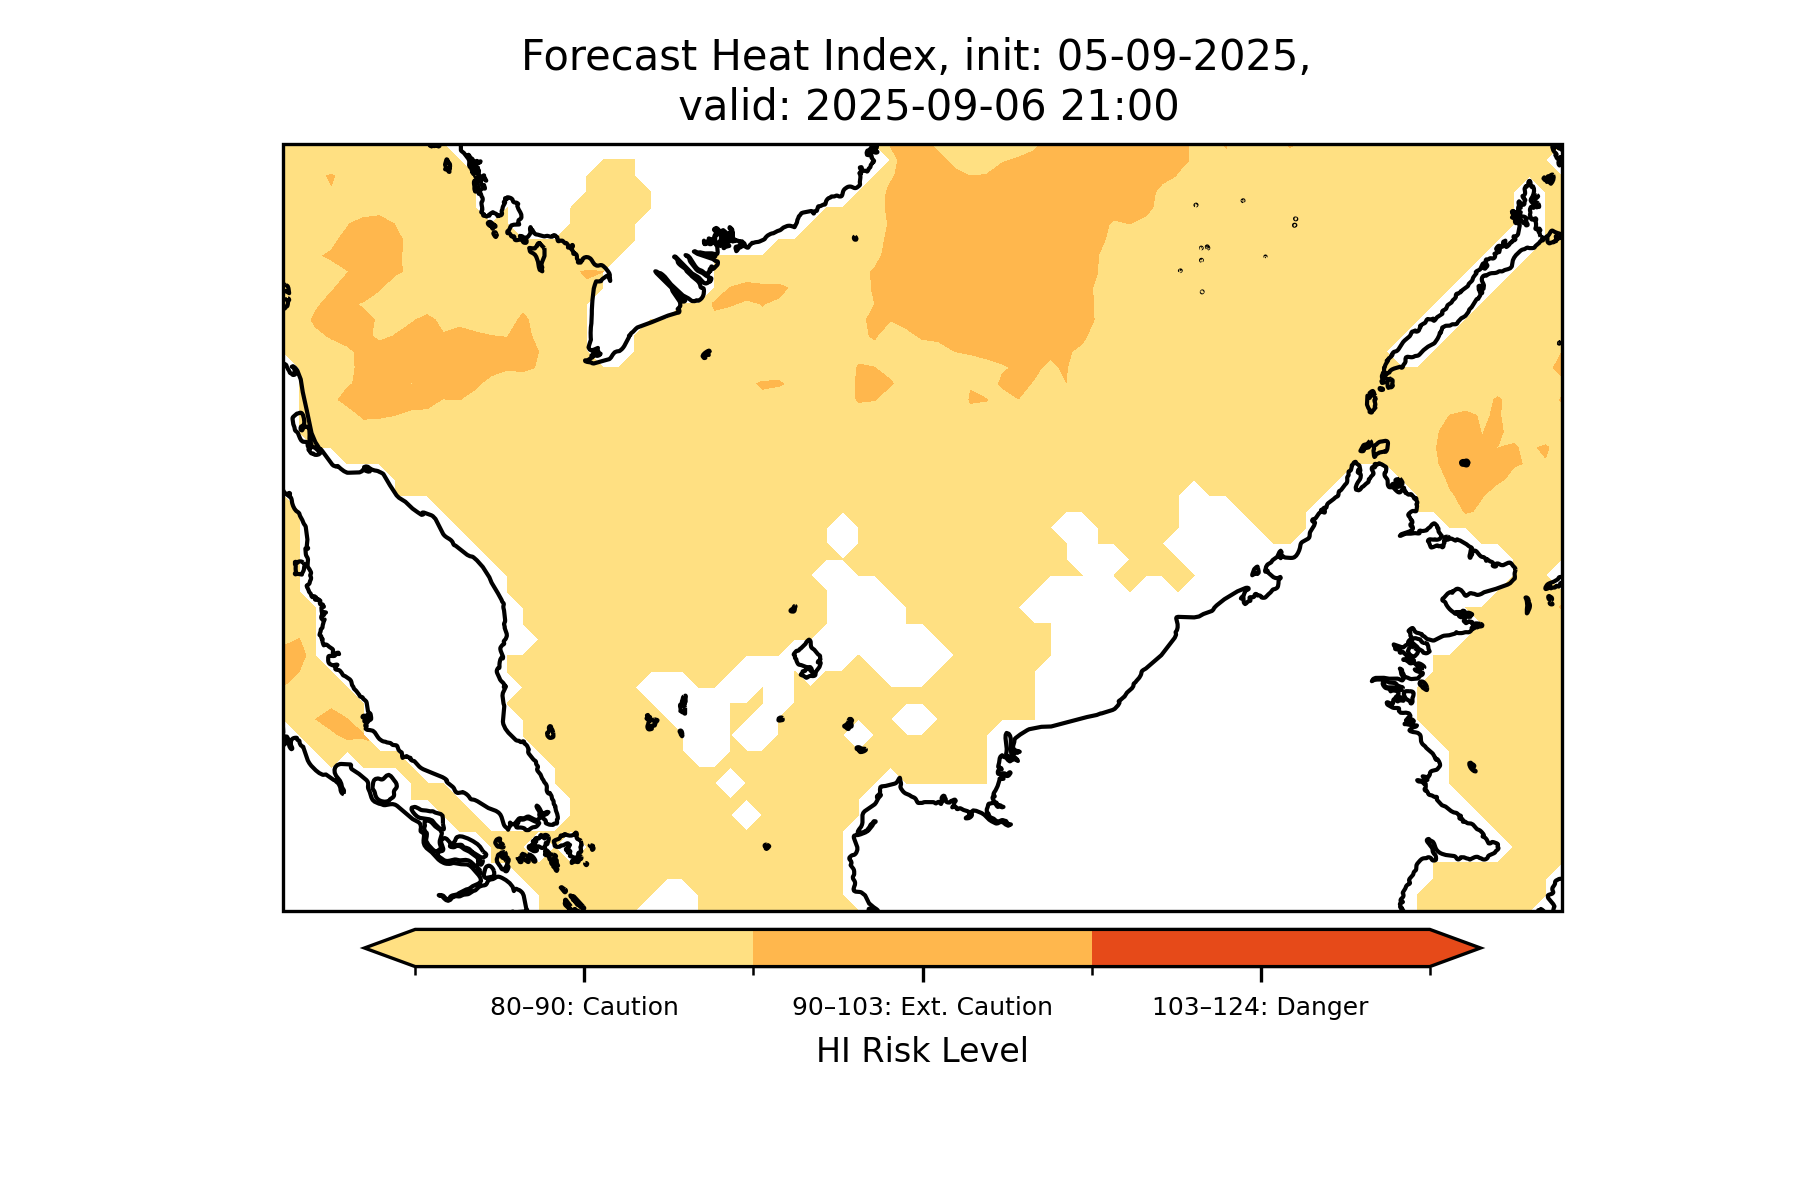 Forecast Heat Index, init: 05-09-2025,
valid: 2025-09-06 21:00
80–90: Caution
90–103: Ext. Caution
103–124: Danger
HI Risk Level